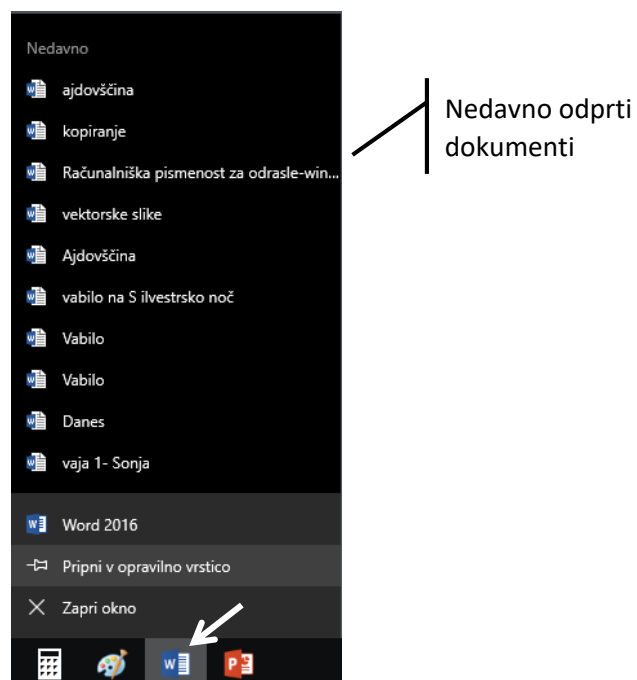 Nedavno
ajdovščina
kopiranje
Računalniška pismenost za odrasle-win...
vektorske slike
Ajdovščina
vabilo na S ilvestrsko noč
Vabilo
Vabilo
Danes
vaja 1- Sonja
Word 2016
Pripni v opravilno vrstico
Zapri okno
Nedavno odprti
dokumenti